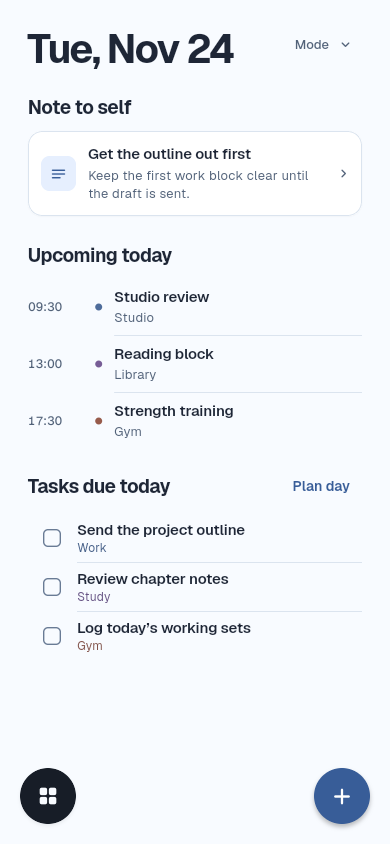 Tue, Nov 24
Mode
Note to self
Get the outline out first
Keep the first work block clear until
the draft is sent.
Upcoming today
09:30
Studio review
Studio
13:00
Reading block
Library
17:30
Strength training
Gym
Tasks due today
Plan day
Send the project outline
Work
Review chapter notes
Study
Log today’s working sets
Gym